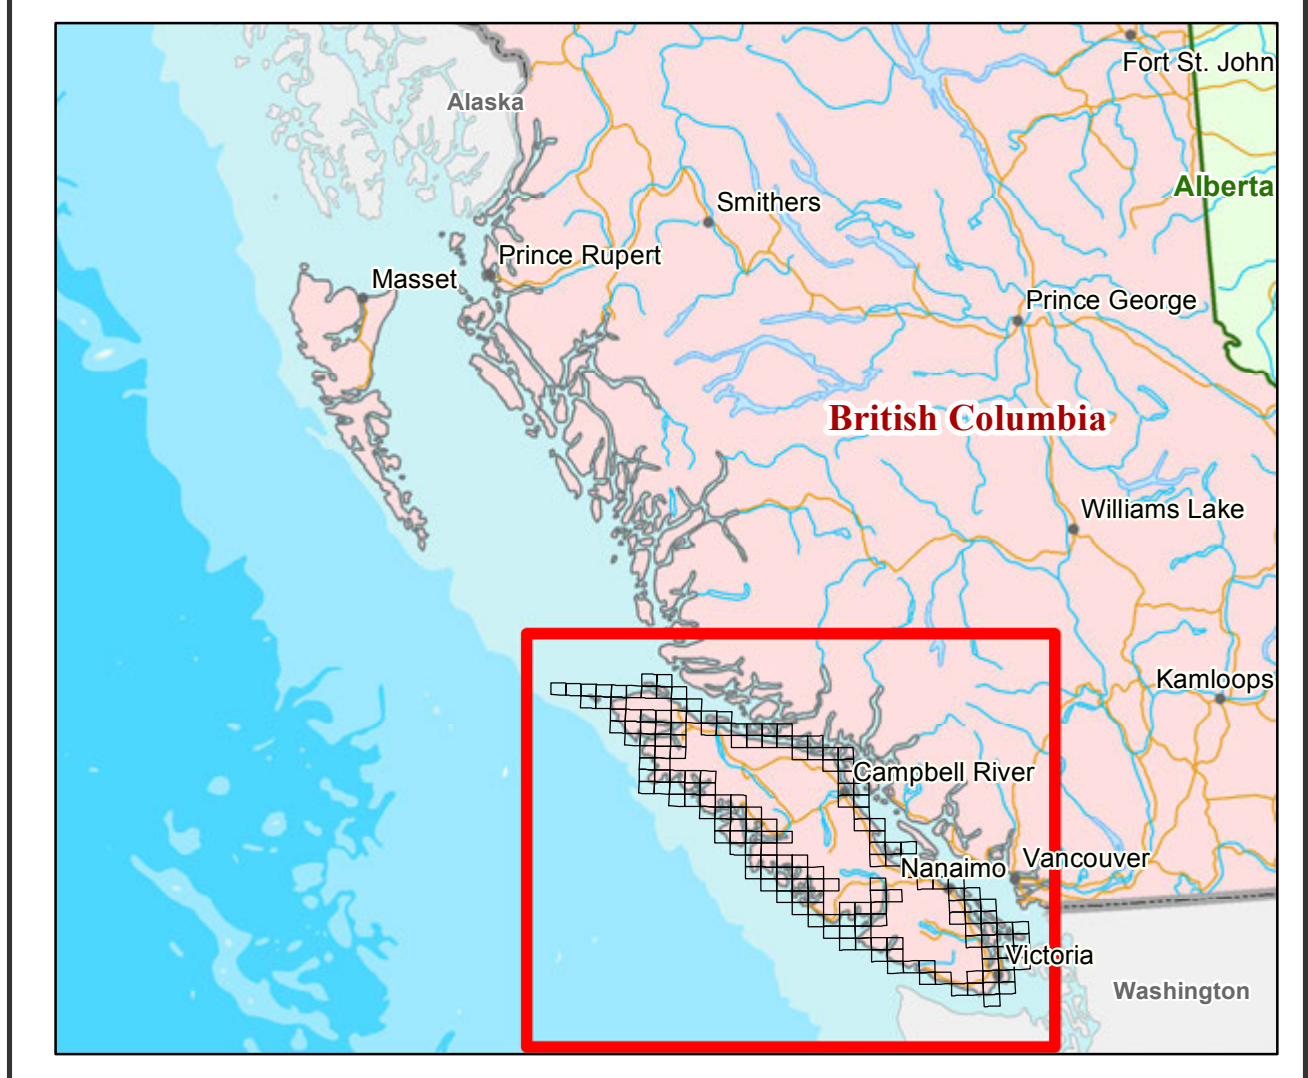 Fort St. John
Alaska
Alberta
Smithers
Prince Rupert
Masset
Prince George
British Columbia
Williams Lake
Kamloops
Campbell River
Vancouver
Nanaimo
Victoria
Washington